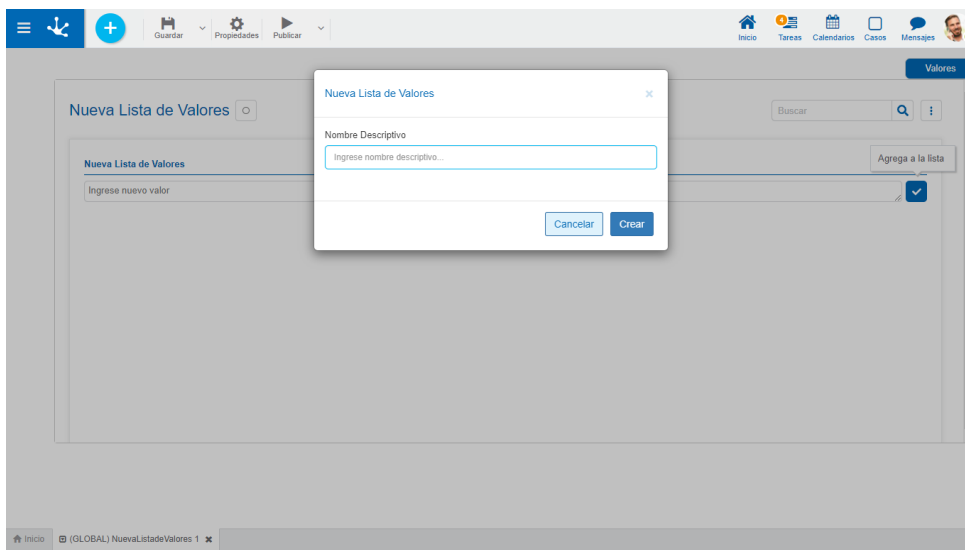 Guardar Propiedades Publicar
Inicio 4 Tareas Calendarios Casos Mensajes
Valores
Nueva Lista de Valores
Buscar
Nueva Lista de Valores ×
Nombre Descriptivo
Ingrese nombre descriptivo...
Cancelar Crear
Nueva Lista de Valores
Agrega a la lista
Ingrese nuevo valor
Inicio (GLOBAL) NuevaListadeValores 1